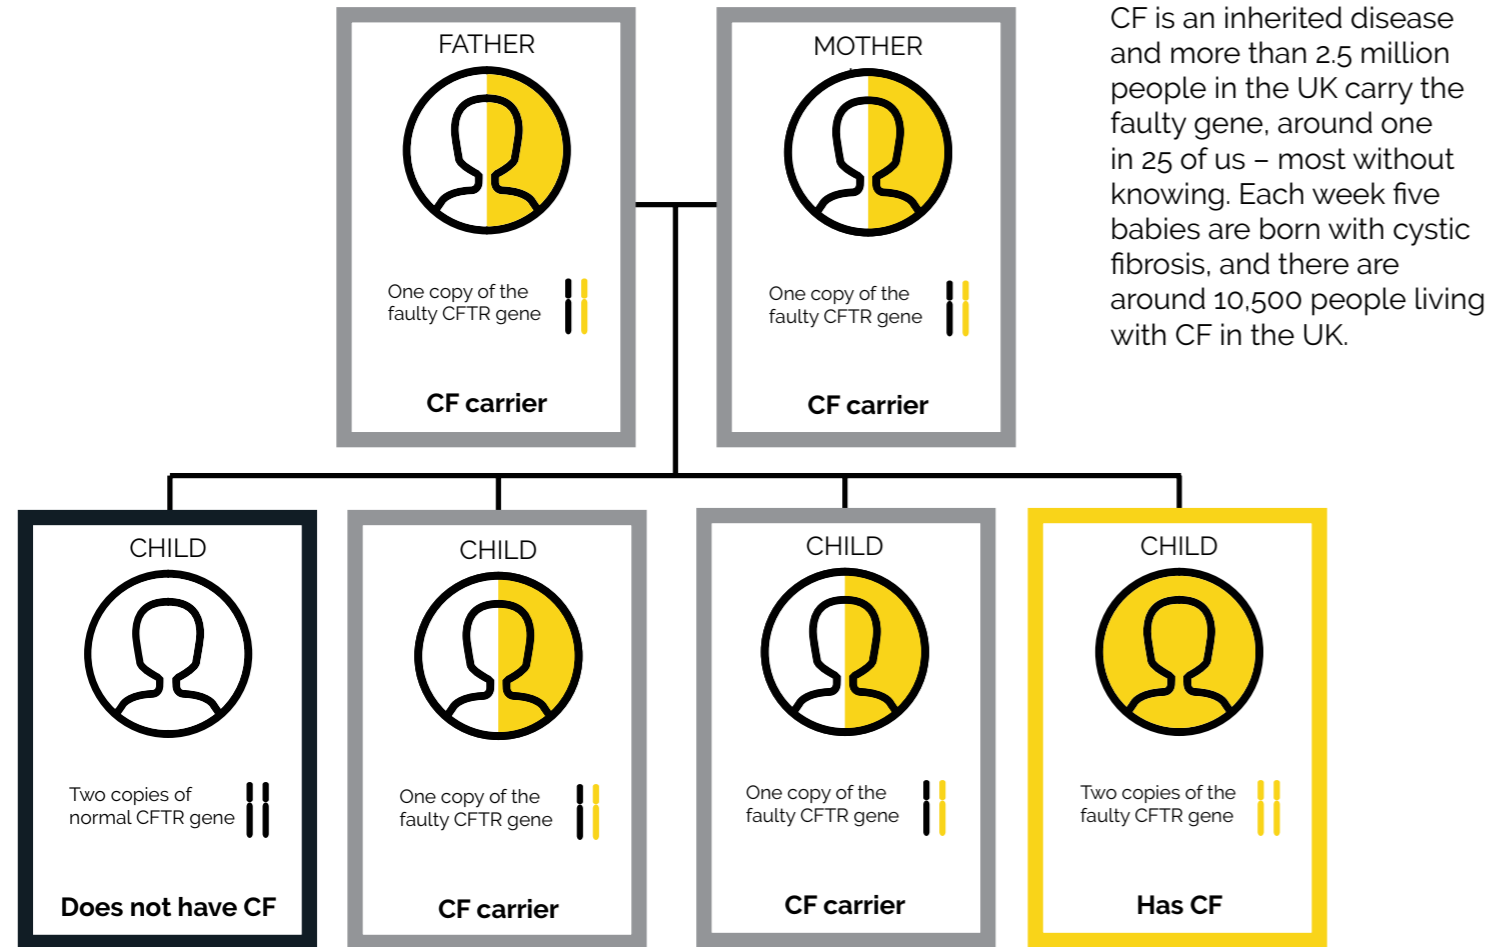 FATHER
One copy of the
faulty CFTR gene
CF carrier
MOTHER
One copy of the
faulty CFTR gene
CF carrier
CF is an inherited disease
and more than 2.5 million
people in the UK carry the
faulty gene, around one
in 25 of us – most without
knowing. Each week five
babies are born with cystic
fibrosis, and there are
around 10,500 people living
with CF in the UK.
CHILD
Two copies of
normal CFTR gene
Does not have CF
CHILD
One copy of the
faulty CFTR gene
CF carrier
CHILD
One copy of the
faulty CFTR gene
CF carrier
CHILD
Two copies of the
faulty CFTR gene
Has CF